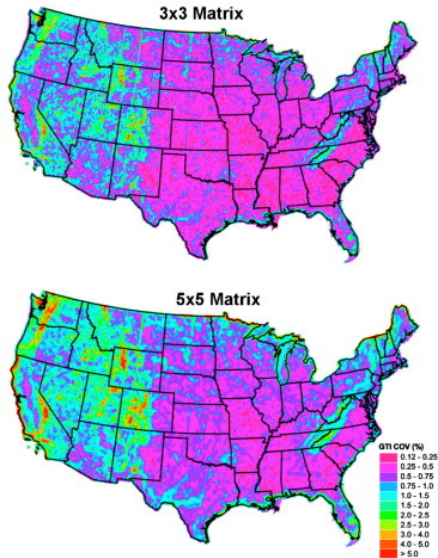 3x3 Matrix
5x5 Matrix
GTI COV (%)
0.12 - 0.25
0.25 - 0.5
0.5 - 0.75
0.75 - 1.0
1.0 - 1.5
1.5 - 2.0
2.0 - 2.5
2.5 - 3.0
3.0 - 4.0
4.0 - 5.0
> 5.0